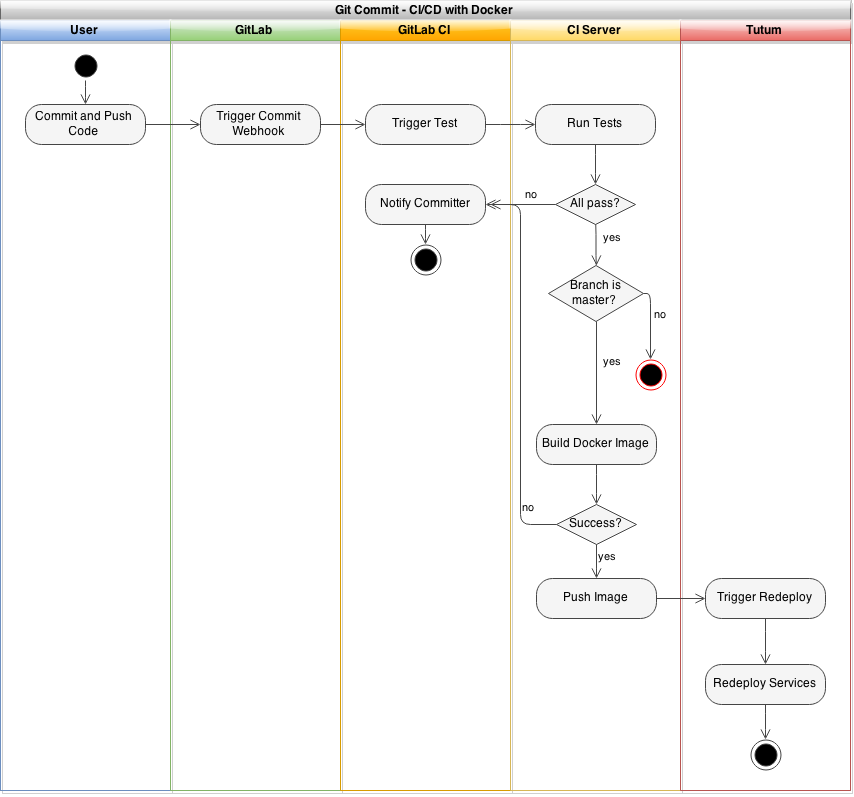 Git Commit - CI/CD with Docker
User
GitLab
GitLab CI
CI Server
Tutum
Commit and Push
Code
Trigger Commit
Webhook
Trigger Test
Run Tests
Notify Committer
no
All pass?
yes
Branch is
master?
no
yes
Build Docker Image
no
Success?
yes
Push Image
Trigger Redeploy
Redeploy Services